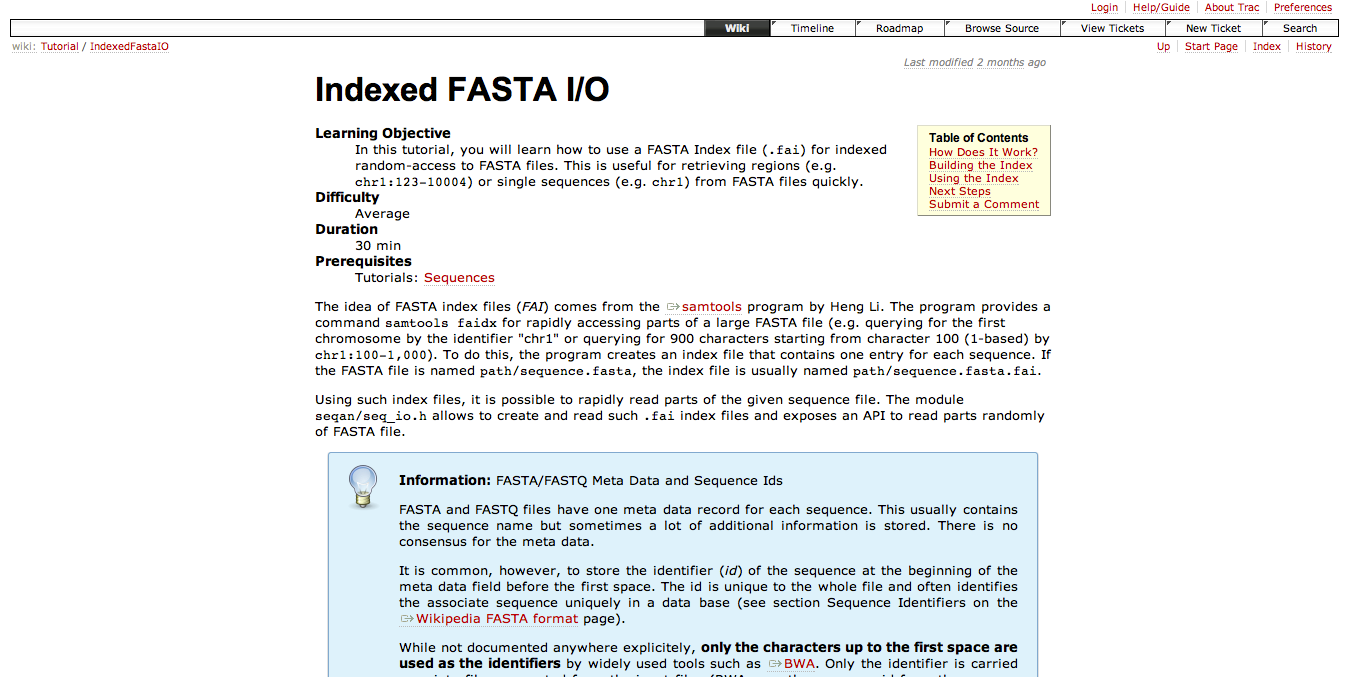 Login Help/Guide About Trac Preferences
Wiki Timeline Roadmap Browse Source View Tickets New Ticket Search
wiki: Tutorial / IndexedFastaIO Up Start Page Index History
Last modified 2 months ago
Indexed FASTA I/O
Learning Objective
In this tutorial, you will learn how to use a FASTA Index file (.fai) for indexed
random-access to FASTA files. This is useful for retrieving regions (e.g.
chr1:123-10004) or single sequences (e.g. chr1) from FASTA files quickly.
Difficulty
Average
Duration
30 min
Prerequisites
Tutorials: Sequences
Table of Contents
How Does It Work?
Building the Index
Using the Index
Next Steps
Submit a Comment
The idea of FASTA index files (FAI) comes from the samtools program by Heng Li. The program provides a
command samtools faidx for rapidly accessing parts of a large FASTA file (e.g. querying for the first
chromosome by the identifier "chr1" or querying for 900 characters starting from character 100 (1-based) by
chr1:100-1,000). To do this, the program creates an index file that contains one entry for each sequence. If
the FASTA file is named path/sequence.fasta, the index file is usually named path/sequence.fasta.fai.
Using such index files, it is possible to rapidly read parts of the given sequence file. The module
seqan/seq_io.h allows to create and read such .fai index files and exposes an API to read parts randomly
of FASTA file.
Information: FASTA/FASTQ Meta Data and Sequence Ids
FASTA and FASTQ files have one meta data record for each sequence. This usually contains
the sequence name but sometimes a lot of additional information is stored. There is no
consensus for the meta data.
It is common, however, to store the identifier (id) of the sequence at the beginning of the
meta data field before the first space. The id is unique to the whole file and often identifies
the associate sequence uniquely in a data base (see section Sequence Identifiers on the
Wikipedia FASTA format page).
While not documented anywhere explicitely, only the characters up to the first space are
used as the identifiers by widely used tools such as BWA. Only the identifier is carried